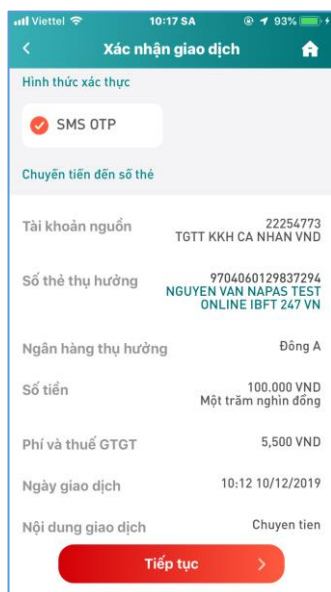 Viettel 10:17 SA 93%
Xác nhận giao dịch
Hình thức xác thực
SMS OTP
Chuyển tiền đến số thẻ
Tài khoản nguồn 22254773
TGTT KKH CA NHAN VND
Số thẻ thụ hưởng 9704060129837294
NGUYEN VAN NAPAS TEST
ONLINE IBFT 247 VN
Ngân hàng thụ hưởng Đông A
Số tiền 100.000 VND
Một trăm nghìn đồng
Phí và thuế GTGT 5,500 VND
Ngày giao dịch 10:12 10/12/2019
Nội dung giao dịch Chuyen tien
Tiếp tục